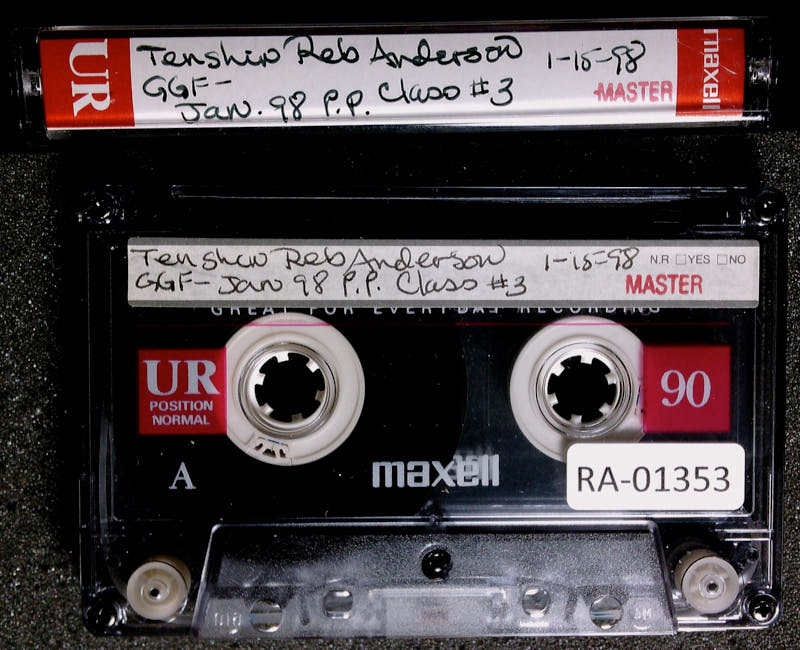 UR
Tenshin Reb Anderson 1-15-98
GGF-
Jan. 98 P.P. Class #3
MASTER
maxell
Tenshin Reb Anderson 1-15-98 N.R □YES □NO
GGF-Jan 98 P.P. Class #3 MASTER
GREAT FOR EVERYDAY RECORDING
UR
POSITION
NORMAL
90
A
maxell
RA-01353